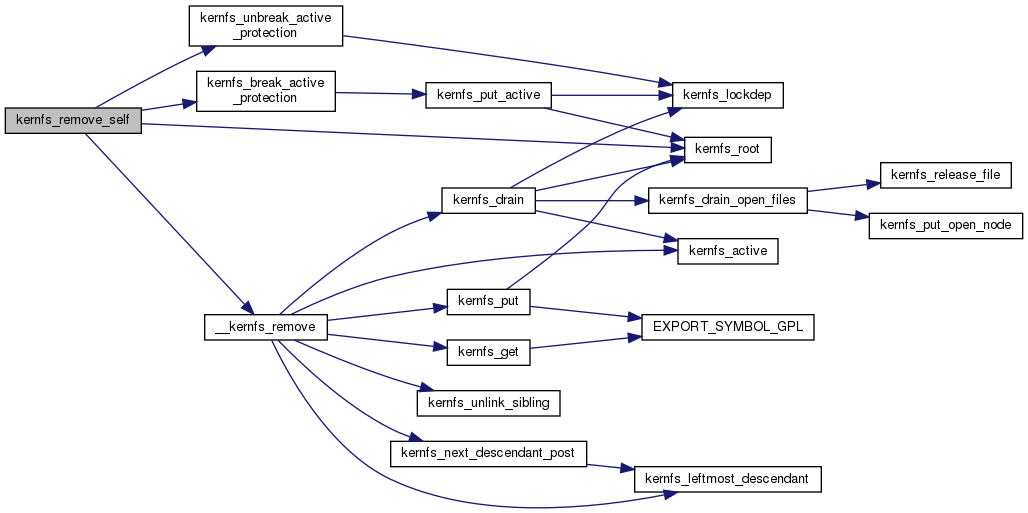 kernfs_unbreak_active
_protection
kernfs_break_active
_protection
kernfs_put_active
kernfs_lockdep
kernfs_remove_self
kernfs_root
kernfs_drain
kernfs_drain_open_files
kernfs_release_file
kernfs_put_open_node
kernfs_active
__kernfs_remove
kernfs_put
EXPORT_SYMBOL_GPL
kernfs_get
kernfs_unlink_sibling
kernfs_next_descendant_post
kernfs_leftmost_descendant